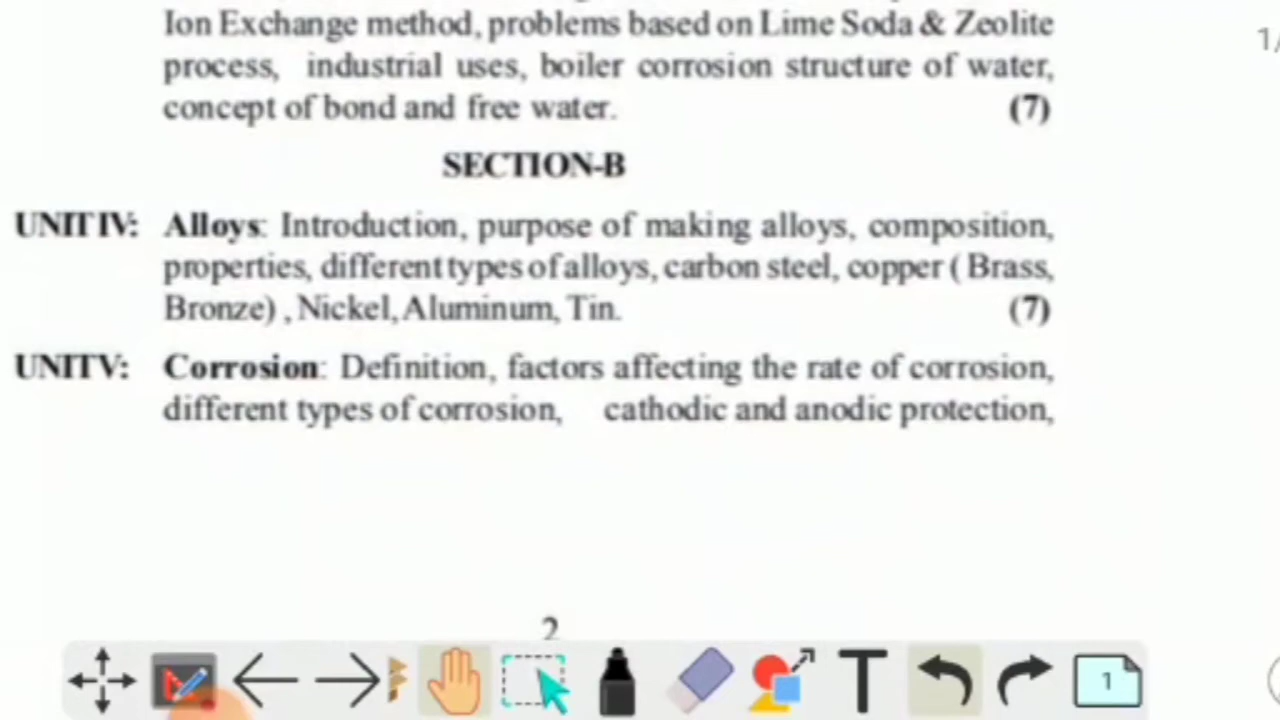 Ion Exchange method, problems based on Lime Soda & Zeolite
process, industrial uses, boiler corrosion structure of water,
concept of bond and free water. (7)
SECTION-B
UNIT IV: Alloys: Introduction, purpose of making alloys, composition,
properties, different types of alloys, carbon steel, copper ( Brass,
Bronze) , Nickel, Aluminum, Tin. (7)
UNIT V: Corrosion: Definition, factors affecting the rate of corrosion,
different types of corrosion, cathodic and anodic protection,
2
T
1
1/